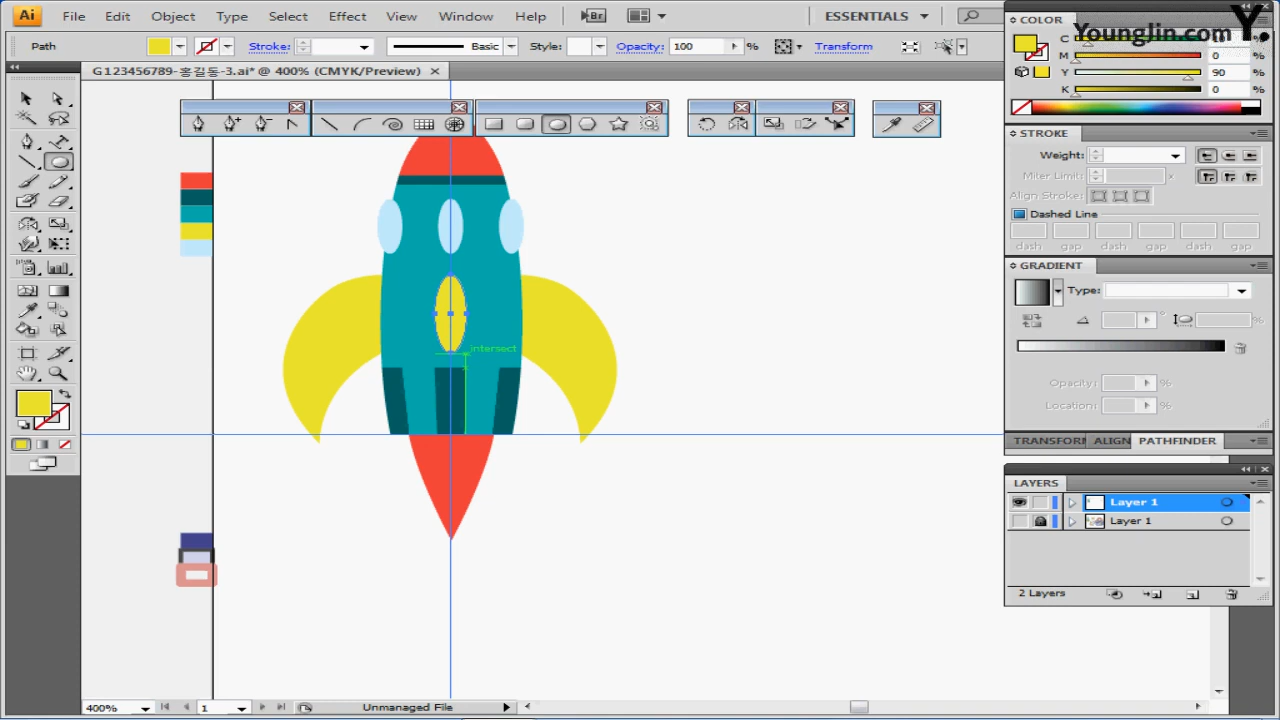 Ai File Edit Object Type Select Effect View Window Help Br ESSENTIALS
Path Stroke: Basic Style: Opacity: 100 % Transform
G123456789-홍길동-3.ai* @ 400% (CMYK/Preview)
Younglin.com Y.
COLOR
C %
M 0 %
Y 90 %
K 0 %
STROKE
Weight:
Miter Limit: x
Align Stroke:
Dashed Line
dash gap dash gap dash gap
GRADIENT
Type:
°
%
Opacity: %
Location: %
intersect
TRANSFORM ALIGN PATHFINDER
LAYERS
Layer 1
Layer 1
2 Layers
400% 1 Unmanaged File